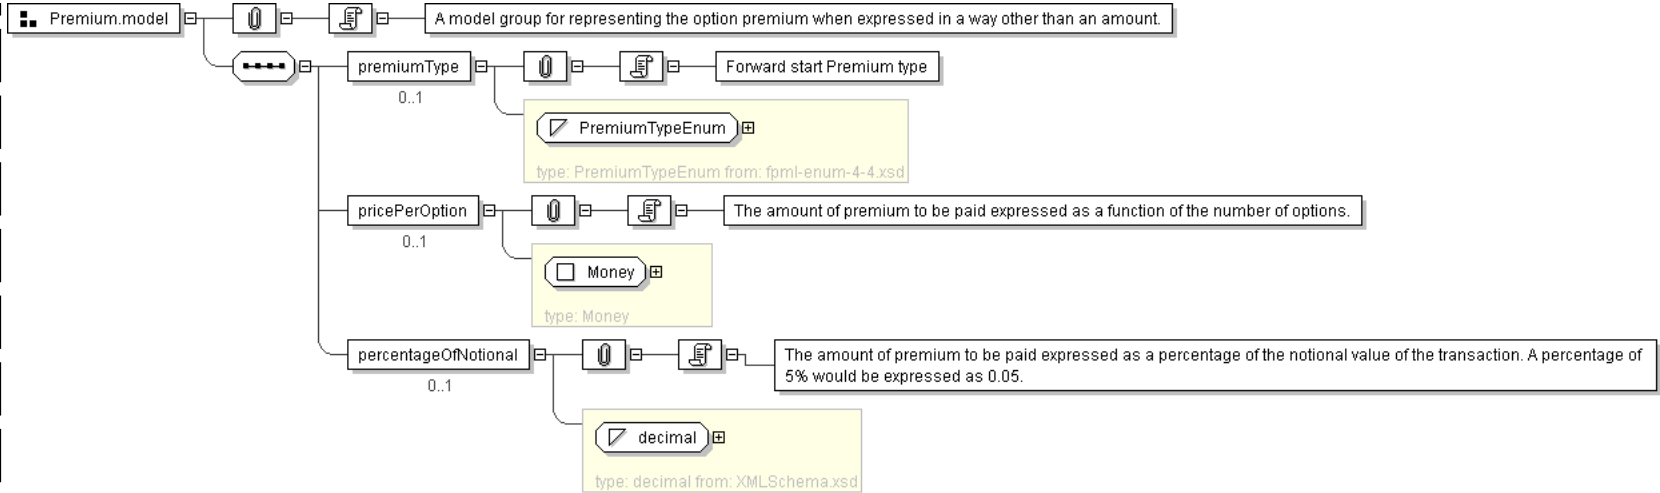 Premium.model
A model group for representing the option premium when expressed in a way other than an amount.
premiumType
Forward start Premium type
0..1
PremiumTypeEnum
type: PremiumTypeEnum from: fpml-enum-4-4.xsd
pricePerOption
The amount of premium to be paid expressed as a function of the number of options.
0..1
Money
type: Money
percentageOfNotional
The amount of premium to be paid expressed as a percentage of the notional value of the transaction. A percentage of
5% would be expressed as 0.05.
0..1
decimal
type: decimal from: XMLSchema.xsd